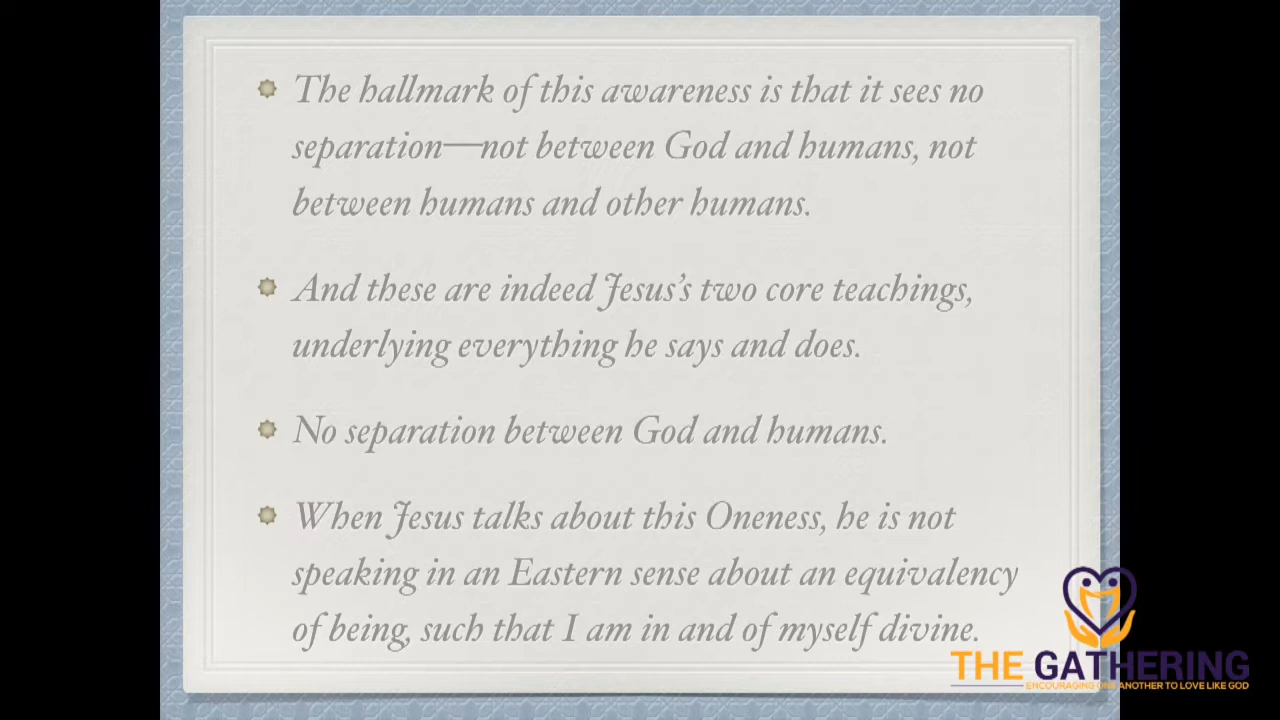 The hallmark of this awareness is that it sees no
separation—not between God and humans, not
between humans and other humans.
And these are indeed Jesus's two core teachings,
underlying everything he says and does.
No separation between God and humans.
When Jesus talks about this Oneness, he is not
speaking in an Eastern sense about an equivalency
of being, such that I am in and of myself divine.
THE GATHERING
ENCOURAGING ONE ANOTHER TO LOVE LIKE GOD